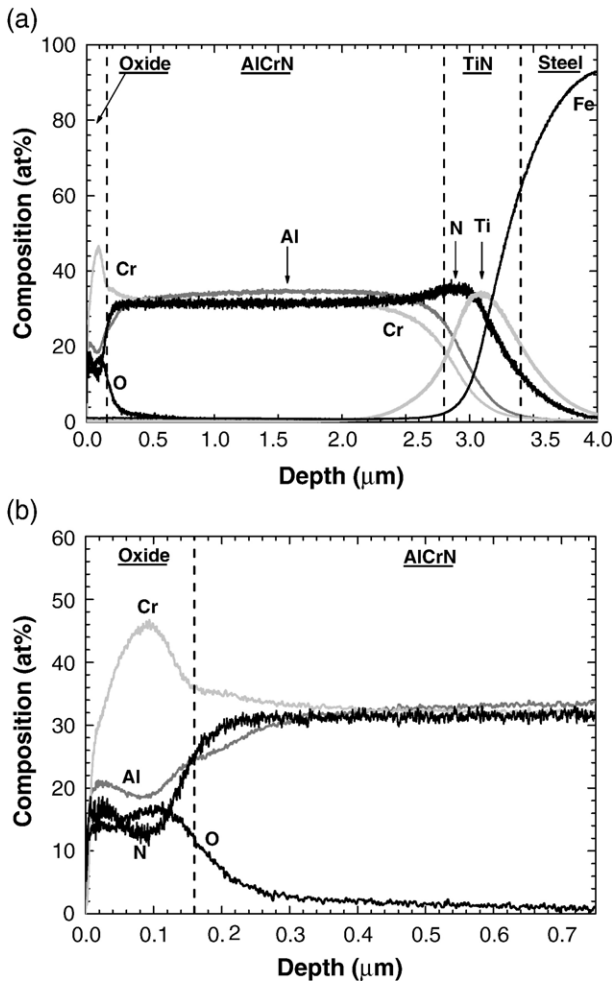 (a)
100
80
60
40
20
0
Composition (at%)
Oxide AlCrN TiN Steel
Fe
Cr
Al
N Ti
Cr
O
0.0 0.5 1.0 1.5 2.0 2.5 3.0 3.5 4.0
Depth (μm)
(b)
60
50
40
30
20
10
0
Composition (at%)
Oxide AlCrN
Cr
Al
N
O
0.0 0.1 0.2 0.3 0.4 0.5 0.6 0.7
Depth (μm)